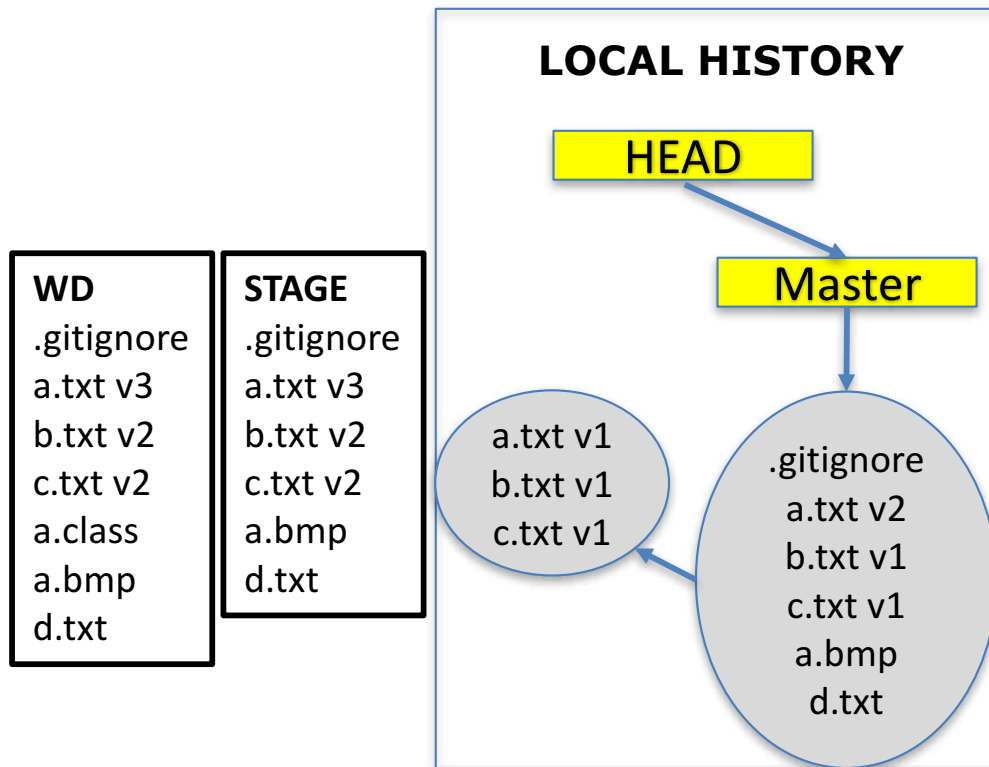 LOCAL HISTORY
HEAD
Master
WD
.gitignore
a.txt v3
b.txt v2
c.txt v2
a.class
a.bmp
d.txt
STAGE
.gitignore
a.txt v3
b.txt v2
c.txt v2
a.bmp
d.txt
a.txt v1
b.txt v1
c.txt v1
.gitignore
a.txt v2
b.txt v1
c.txt v1
a.bmp
d.txt